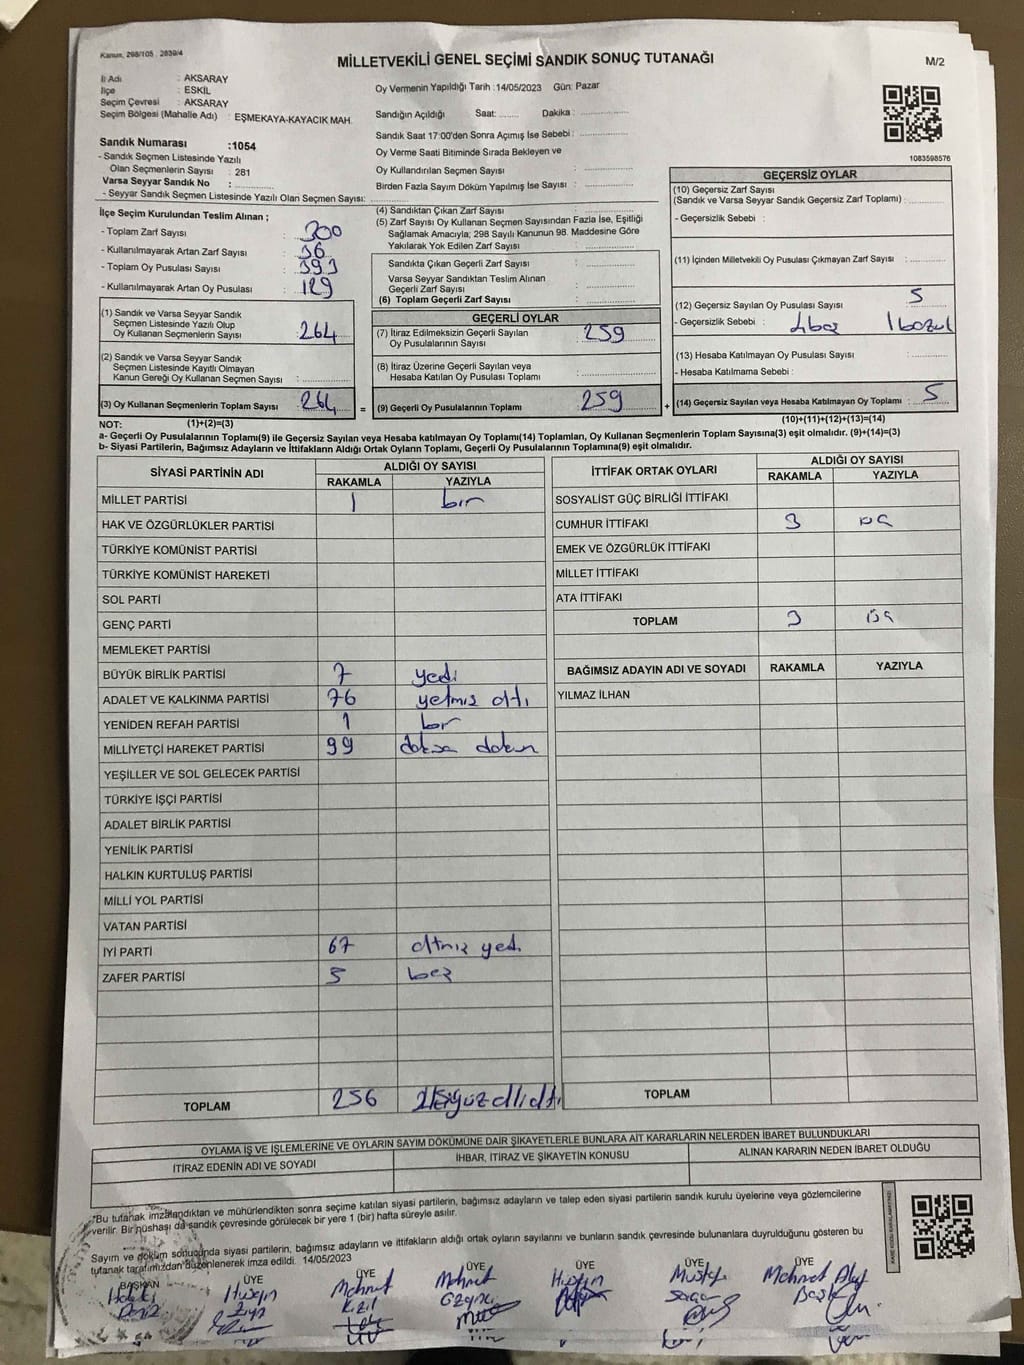 Kanun, 298/105 , 2839/4
MİLLETVEKİLİ GENEL SEÇİMİ SANDIK SONUÇ TUTANAĞI
M/2
İl Adı : AKSARAY
İlçe : ESKİL
Seçim Çevresi : AKSARAY
Seçim Bölgesi (Mahalle Adı) : EŞMEKAYA-KAYACIK MAH.
Oy Vermenin Yapıldığı Tarih :14/05/2023 Gün: Pazar
Sandığın Açıldığı Saat: ........ Dakika : ....................
Sandık Saat 17:00'den Sonra Açımış İse Sebebi : ....................
Oy Verme Saati Bitiminde Sırada Bekleyen ve
Oy Kullandırılan Seçmen Sayısı : ....................
Birden Fazla Sayım Döküm Yapılmış İse Sayısı : ....................
1083598576
Sandık Numarası :1054
- Sandık Seçmen Listesinde Yazılı
Olan Seçmenlerin Sayısı : 281
Varsa Seyyar Sandık No : ................
- Seyyar Sandık Seçmen Listesinde Yazılı Olan Seçmen Sayısı: ................
İlçe Seçim Kurulundan Teslim Alınan ;
- Toplam Zarf Sayısı : 300
- Kullanılmayarak Artan Zarf Sayısı : 36
- Toplam Oy Pusulası Sayısı : 393
- Kullanılmayarak Artan Oy Pusulası : 129
(1) Sandık ve Varsa Seyyar Sandık
Seçmen Listesinde Yazılı Olup
Oy Kullanan Seçmenlerin Sayısı :264
(2) Sandık ve Varsa Seyyar Sandık
Seçmen Listesinde Kayıtlı Olmayan
Kanun Gereği Oy Kullanan Seçmen Sayısı : ....................
(3) Oy Kullanan Seçmenlerin Toplam Sayısı : 264
(4) Sandıktan Çıkan Zarf Sayısı : ....................
(5) Zarf Sayısı Oy Kullanan Seçmen Sayısından Fazla İse, Eşitliği
Sağlamak Amacıyla; 298 Sayılı Kanunun 98. Maddesine Göre
Yakılarak Yok Edilen Zarf Sayısı : ....................
Sandıkta Çıkan Geçerli Zarf Sayısı : ....................
Varsa Seyyar Sandıktan Teslim Alınan
Geçerli Zarf Sayısı : ....................
(6) Toplam Geçerli Zarf Sayısı : ....................
GEÇERLİ OYLAR
(7) İtiraz Edilmeksizin Geçerli Sayılan
Oy Pusulalarının Sayısı : 259
(8) İtiraz Üzerine Geçerli Sayılan veya
Hesaba Katılan Oy Pusulası Toplamı : ....................
= (9) Geçerli Oy Pusulalarının Toplamı : 259
GEÇERSİZ OYLAR
(10) Geçersiz Zarf Sayısı
(Sandık ve Varsa Seyyar Sandık Geçersiz Zarf Toplamı) : ............
- Geçersizlik Sebebi :
(11) İçinden Milletvekili Oy Pusulası Çıkmayan Zarf Sayısı : ............
(12) Geçersiz Sayılan Oy Pusulası Sayısı : 5
- Geçersizlik Sebebi : 4 boş 1 bozuk
(13) Hesaba Katılmayan Oy Pusulası Sayısı : ............
- Hesaba Katılmama Sebebi :
+ (14) Geçersiz Sayılan veya Hesaba Katılmayan Oy Toplamı : 5
NOT: (1)+(2)=(3)
(10)+(11)+(12)+(13)=(14)
a- Geçerli Oy Pusulalarının Toplamı(9) ile Geçersiz Sayılan veya Hesaba katılmayan Oy Toplamı(14) Toplamları, Oy Kullanan Seçmenlerin Toplam Sayısına(3) eşit olmalıdır. (9)+(14)=(3)
b- Siyasi Partilerin, Bağımsız Adayların ve İttifakların Aldığı Ortak Oyların Toplamı, Geçerli Oy Pusulalarının Toplamına(9) eşit olmalıdır.
SİYASİ PARTİNİN ADI ALDIĞI OY SAYISI
RAKAMLA YAZIYLA
MİLLET PARTİSİ 1 bir
HAK VE ÖZGÜRLÜKLER PARTİSİ
TÜRKİYE KOMÜNİST PARTİSİ
TÜRKİYE KOMÜNİST HAREKETİ
SOL PARTİ
GENÇ PARTİ
MEMLEKET PARTİSİ
BÜYÜK BİRLİK PARTİSİ 7 yedi
ADALET VE KALKINMA PARTİSİ 76 yetmiş altı
YENİDEN REFAH PARTİSİ 1 bir
MİLLİYETÇİ HAREKET PARTİSİ 99 doksan dokuz
YEŞİLLER VE SOL GELECEK PARTİSİ
TÜRKİYE İŞÇİ PARTİSİ
ADALET BİRLİK PARTİSİ
YENİLİK PARTİSİ
HALKIN KURTULUŞ PARTİSİ
MİLLİ YOL PARTİSİ
VATAN PARTİSİ
İYİ PARTİ 67 altmış yedi
ZAFER PARTİSİ 5 beş
TOPLAM 256 ikiyüzelli altı
İTTİFAK ORTAK OYLARI ALDIĞI OY SAYISI
RAKAMLA YAZIYLA
SOSYALİST GÜÇ BİRLİĞİ İTTİFAKI
CUMHUR İTTİFAKI 3 üç
EMEK VE ÖZGÜRLÜK İTTİFAKI
MİLLET İTTİFAKI
ATA İTTİFAKI
TOPLAM 3 üç
BAĞIMSIZ ADAYIN ADI VE SOYADI RAKAMLA YAZIYLA
YILMAZ İLHAN
TOPLAM
OYLAMA İŞ VE İŞLEMLERİNE VE OYLARIN SAYIM DÖKÜMÜNE DAİR ŞİKAYETLERLE BUNLARA AİT KARARLARIN NELERDEN İBARET BULUNDUKLARI
İTİRAZ EDENİN ADI VE SOYADI İHBAR, İTİRAZ VE ŞİKAYETİN KONUSU ALINAN KARARIN NEDEN İBARET OLDUĞU
*Bu tutanak imzalandıktan ve mühürlendikten sonra seçime katılan siyasi partilerin, bağımsız adayların ve talep eden siyasi partilerin sandık kurulu üyelerine veya gözlemcilerine
verilir. Bir nüshası da sandık çevresinde görülecek bir yere 1 (bir) hafta süreyle asılır.
Sayım ve döküm sonucunda siyasi partilerin, bağımsız adayların ve ittifakların aldığı ortak oyların sayılarını ve bunların sandık çevresinde bulunanlara duyrulduğunu gösteren bu
tutanak tarafımızdan düzenlenerek imza edildi. 14/05/2023
BAŞKAN ÜYE ÜYE ÜYE ÜYE ÜYE ÜYE
Hüseyin Mehmet Mehmet Mustafa Mehmet
Deniz Kızıl